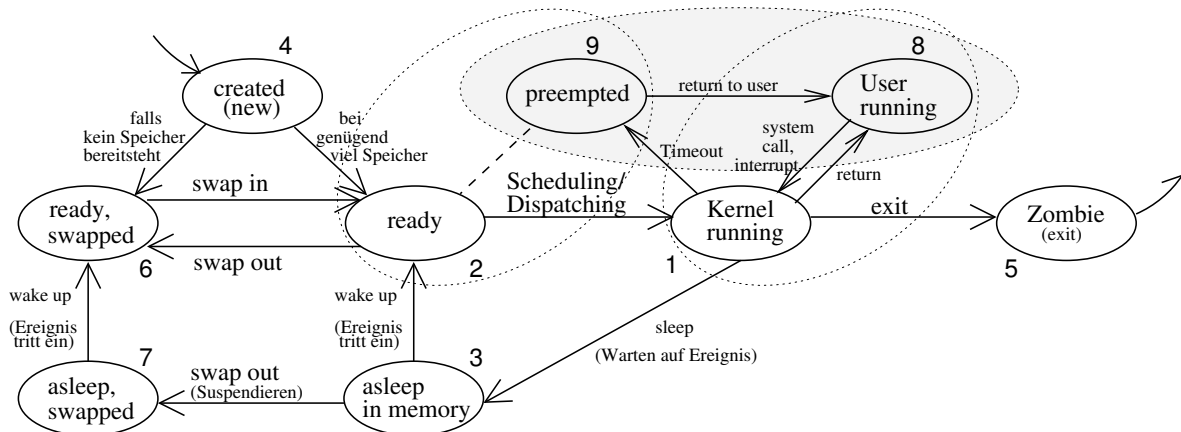 4
created
(new)
9
preempted
return to user
8
User
running
falls
kein Speicher
bereitsteht
bei
genügend
viel Speicher
system
call,
interrupt
Timeout
return
swap in
ready,
swapped
6
swap out
ready
2
Scheduling/
Dispatching
Kernel
running
1
exit
Zombie
(exit)
5
wake up
(Ereignis
tritt ein)
wake up
(Ereignis
tritt ein)
sleep
(Warten auf Ereignis)
7
asleep,
swapped
swap out
(Suspendieren)
3
asleep
in memory